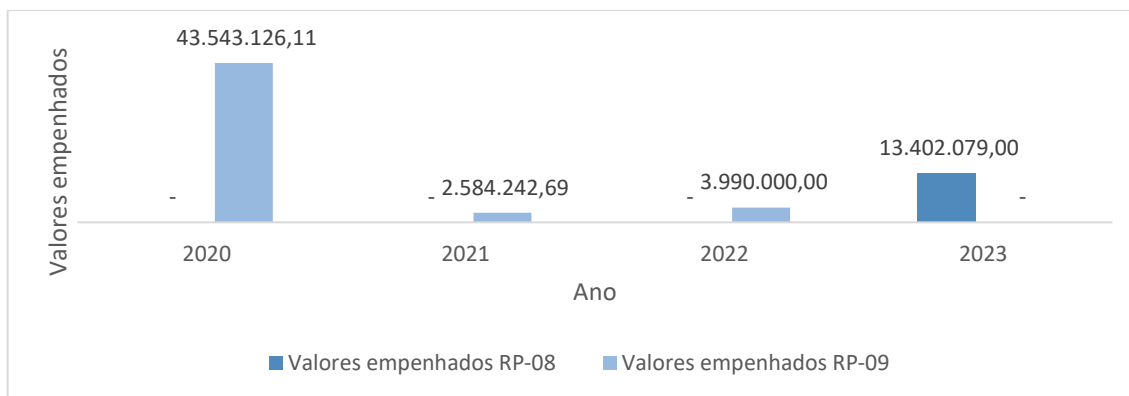 43.543.126,11
13.402.079,00
- - 2.584.242,69 - 3.990.000,00 -
Valores empenhados
2020 2021 2022 2023
Ano
Valores empenhados RP-08 Valores empenhados RP-09